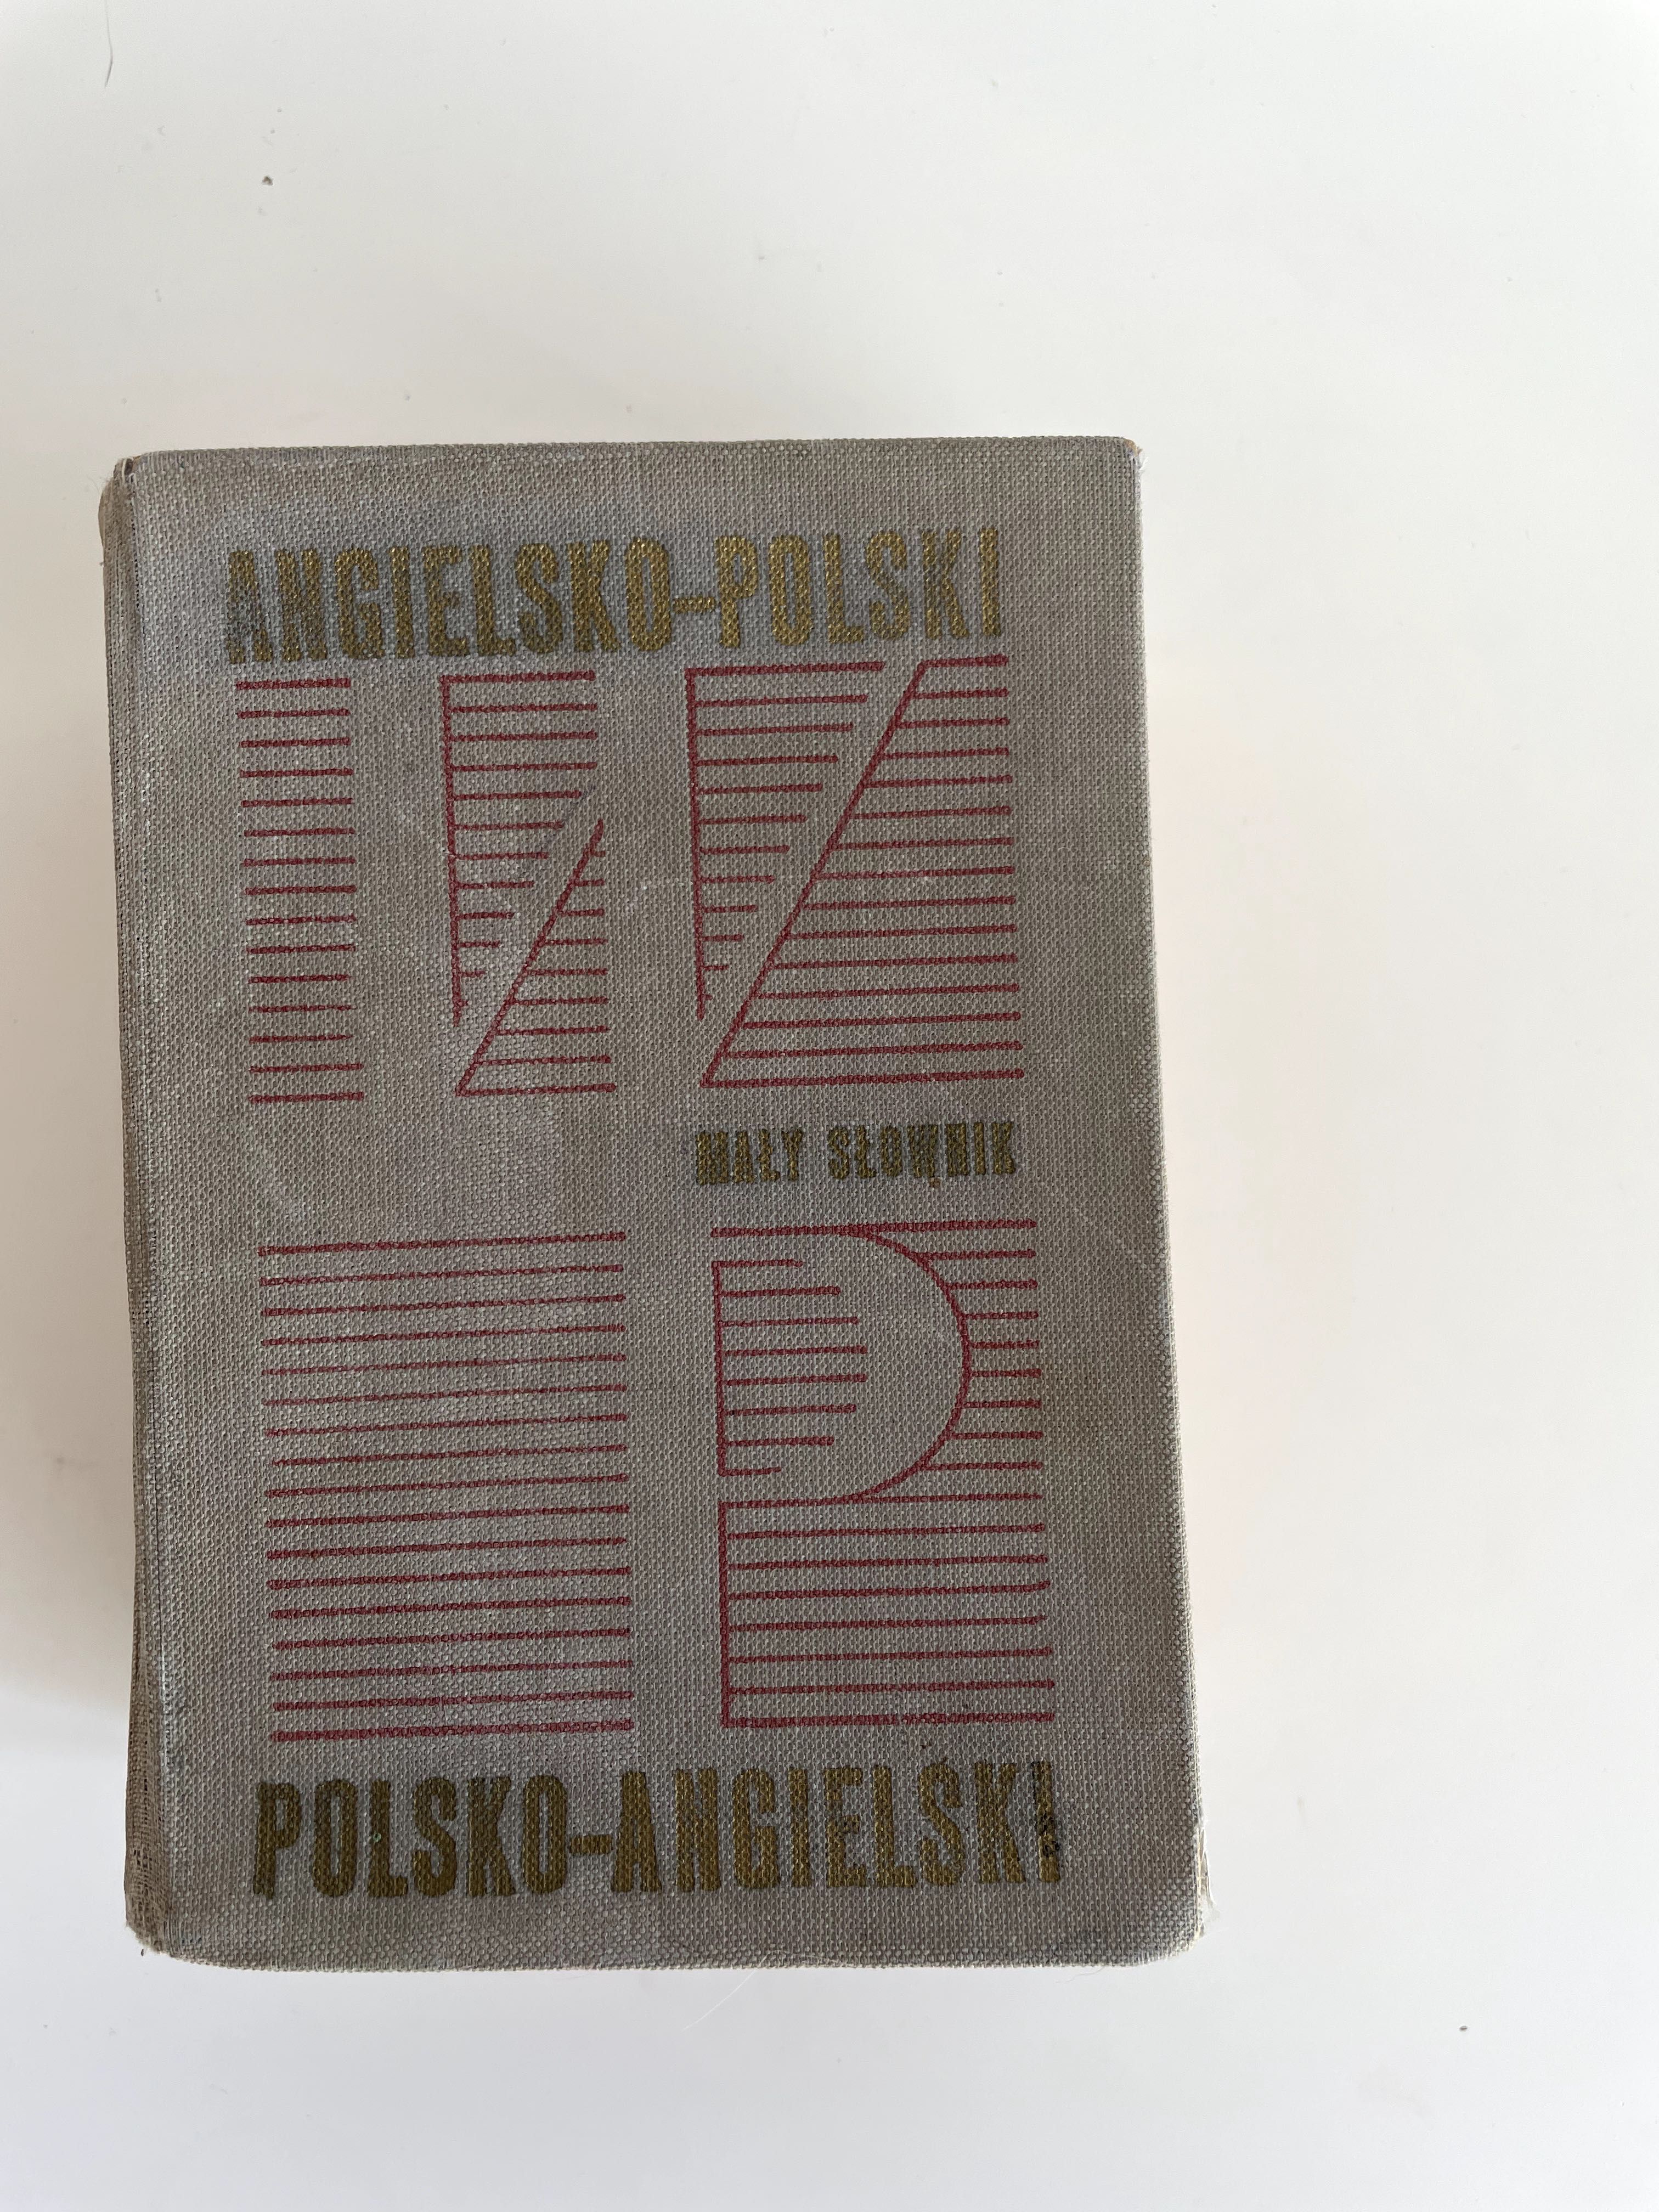 ANGIELSKO-POLSKI
MAŁY SŁOWNIK
P
POLSKO-ANGIELSKI